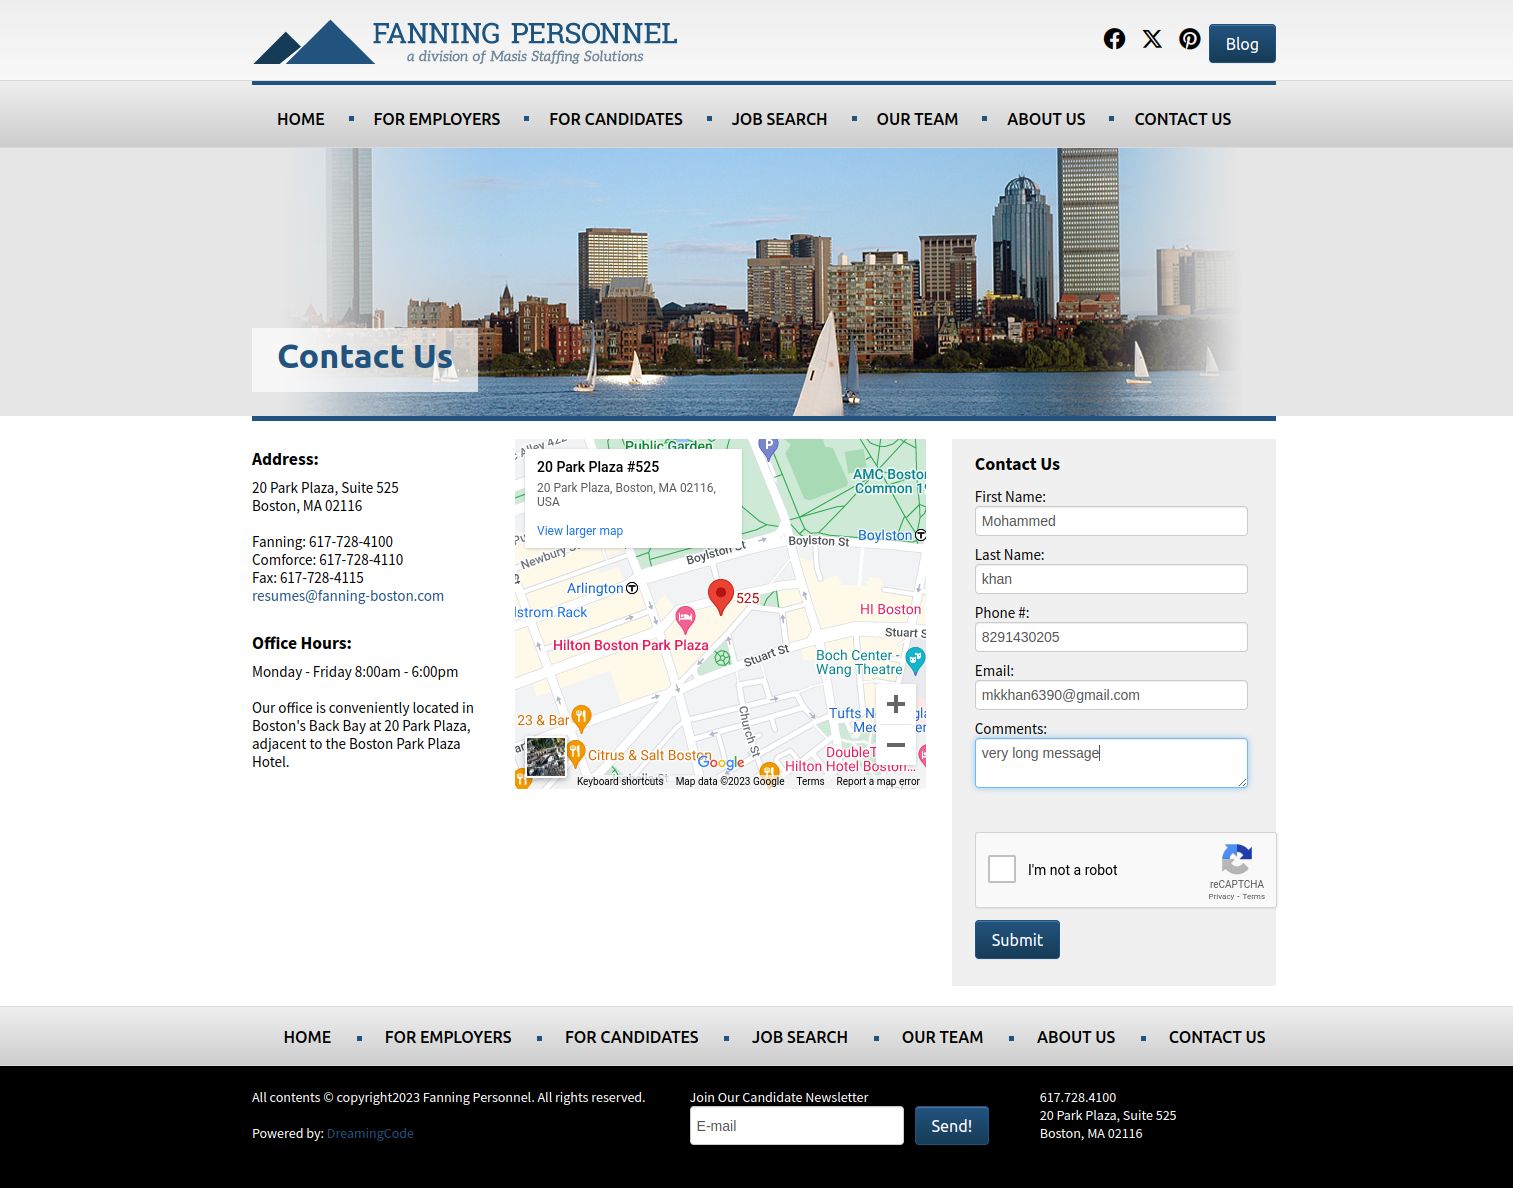 FANNING PERSONNEL
a division of Masis Staffing Solutions
Blog
HOME
FOR EMPLOYERS
FOR CANDIDATES
JOB SEARCH
OUR TEAM
ABOUT US
CONTACT US
Contact Us
Address:
20 Park Plaza, Suite 525
Boston, MA 02116
Fanning: 617-728-4100
Comforce: 617-728-4110
Fax: 617-728-4115
resumes@fanning-boston.com
Office Hours:
Monday - Friday 8:00am - 6:00pm
Our office is conveniently located in
Boston's Back Bay at 20 Park Plaza,
adjacent to the Boston Park Plaza
Hotel.
Public Garden
20 Park Plaza #525
20 Park Plaza, Boston, MA 02116,
USA
View larger map
AMC Boston
Common
Newbury
Boylston St
Boylston St
Boylston
Arlington
lstrom Rack
525
HI Boston
Hilton Boston Park Plaza
Stuart S
Stuart St
Boch Center -
Wang Theatre
Church St
23 & Bar
Tufts
Citrus & Salt Boston
DoubleT
Hilton Hotel Boston...
Google
Keyboard shortcuts
Map data ©2023 Google
Terms
Report a map error
Contact Us
First Name:
Mohammed
Last Name:
khan
Phone #:
8291430205
Email:
mkkhan6390@gmail.com
Comments:
very long message
I'm not a robot
reCAPTCHA
Privacy - Terms
Submit
HOME
FOR EMPLOYERS
FOR CANDIDATES
JOB SEARCH
OUR TEAM
ABOUT US
CONTACT US
All contents © copyright2023 Fanning Personnel. All rights reserved.
Powered by: DreamingCode
Join Our Candidate Newsletter
E-mail
Send!
617.728.4100
20 Park Plaza, Suite 525
Boston, MA 02116